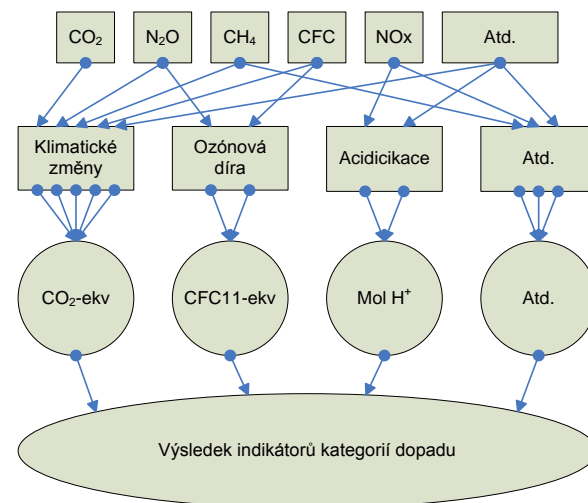 CO₂ N₂O CH₄ CFC NOx Atd.
Klimatické změny
Ozónová díra
Acidicikace
Atd.
CO₂-ekv CFC11-ekv Mol H⁺ Atd.
Výsledek indikátorů kategorií dopadu